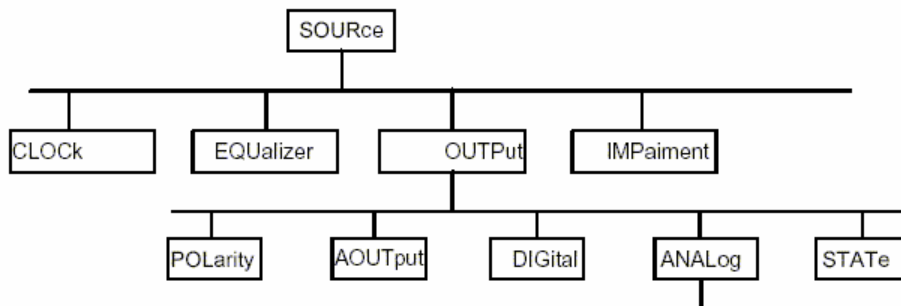 SOURce
CLOCk EQUalizer OUTPut IMPaiment
POLarity AOUTput DIGital ANALog STATe